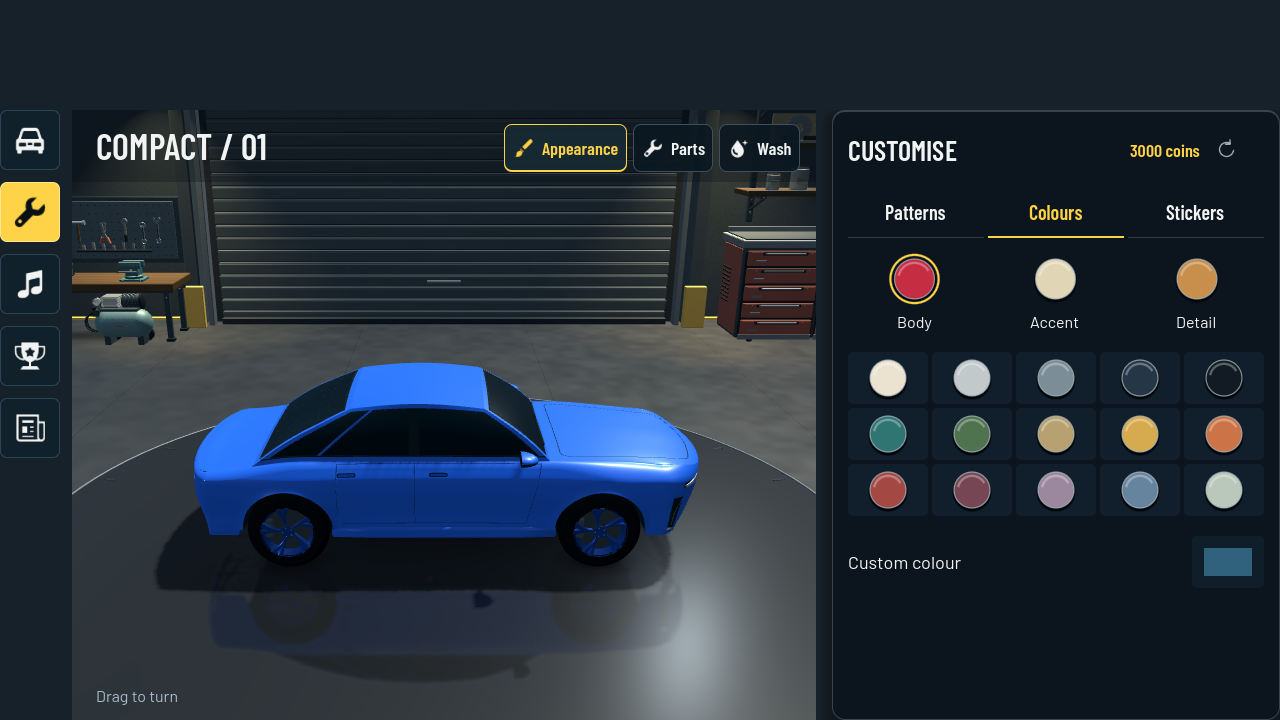 COMPACT / 01
Appearance
Parts
Wash
CUSTOMISE
3000 coins
Patterns
Colours
Stickers
Body
Accent
Detail
Custom colour
Drag to turn